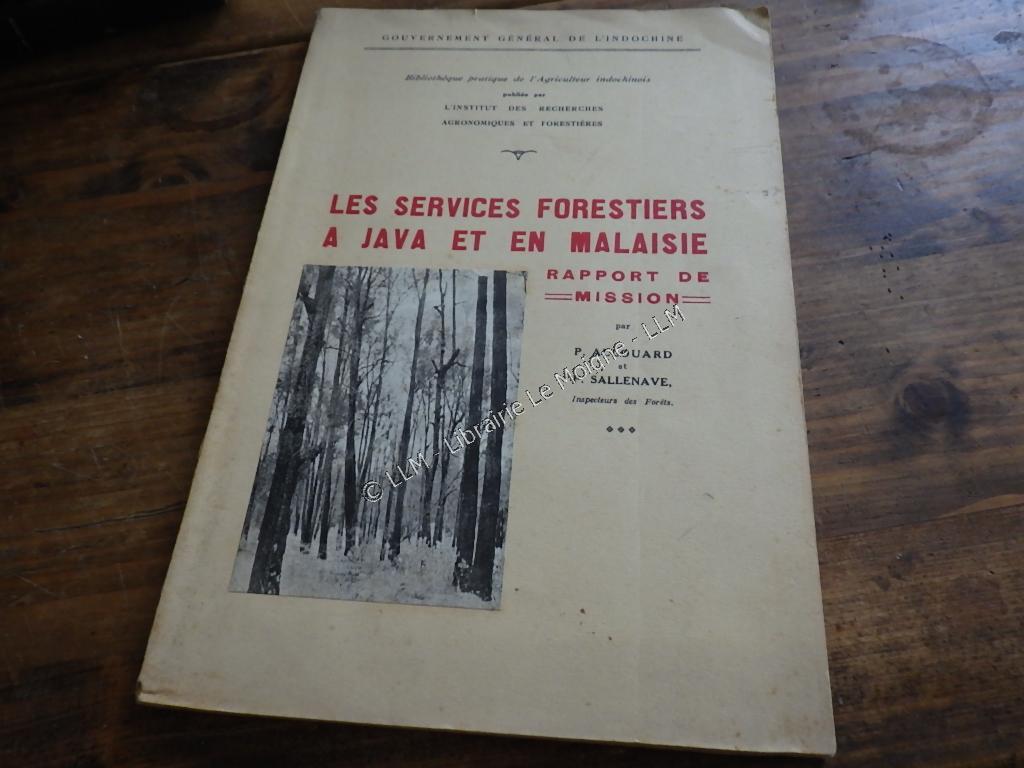 GOUVERNEMENT GÉNÉRAL DE L'INDOCHINE
Bibliothèque pratique de l'Agriculteur indochinois
publiée par
L'INSTITUT DES RECHERCHES
AGRONOMIQUES ET FORESTIÈRES
LES SERVICES FORESTIERS
A JAVA ET EN MALAISIE
RAPPORT DE
MISSION
par
P.
et
SALLENAVE,
Inspecteurs des Forêts.
© LLM - Librairie Le Moigne - LLM